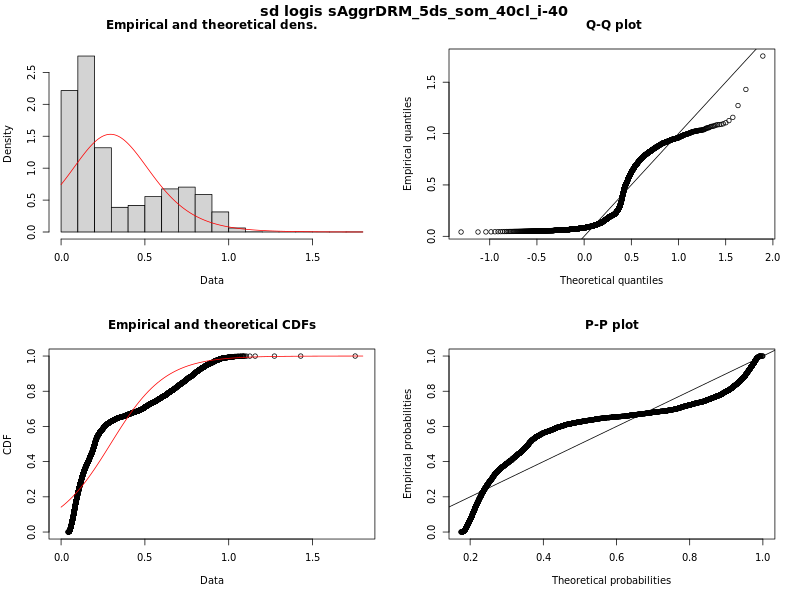 sd logis sAggrDRM_5ds_som_40cl_i-40
Empirical and theoretical dens.
Density
0.0 0.5 1.0 1.5 2.0 2.5
0.0 0.5 1.0 1.5
Data
Q-Q plot
Empirical quantiles
0.0 0.5 1.0 1.5
-1.0 -0.5 0.0 0.5 1.0 1.5 2.0
Theoretical quantiles
Empirical and theoretical CDFs
CDF
0.0 0.2 0.4 0.6 0.8 1.0
0.0 0.5 1.0 1.5
Data
P-P plot
Empirical probabilities
0.0 0.2 0.4 0.6 0.8 1.0
0.2 0.4 0.6 0.8 1.0
Theoretical probabilities